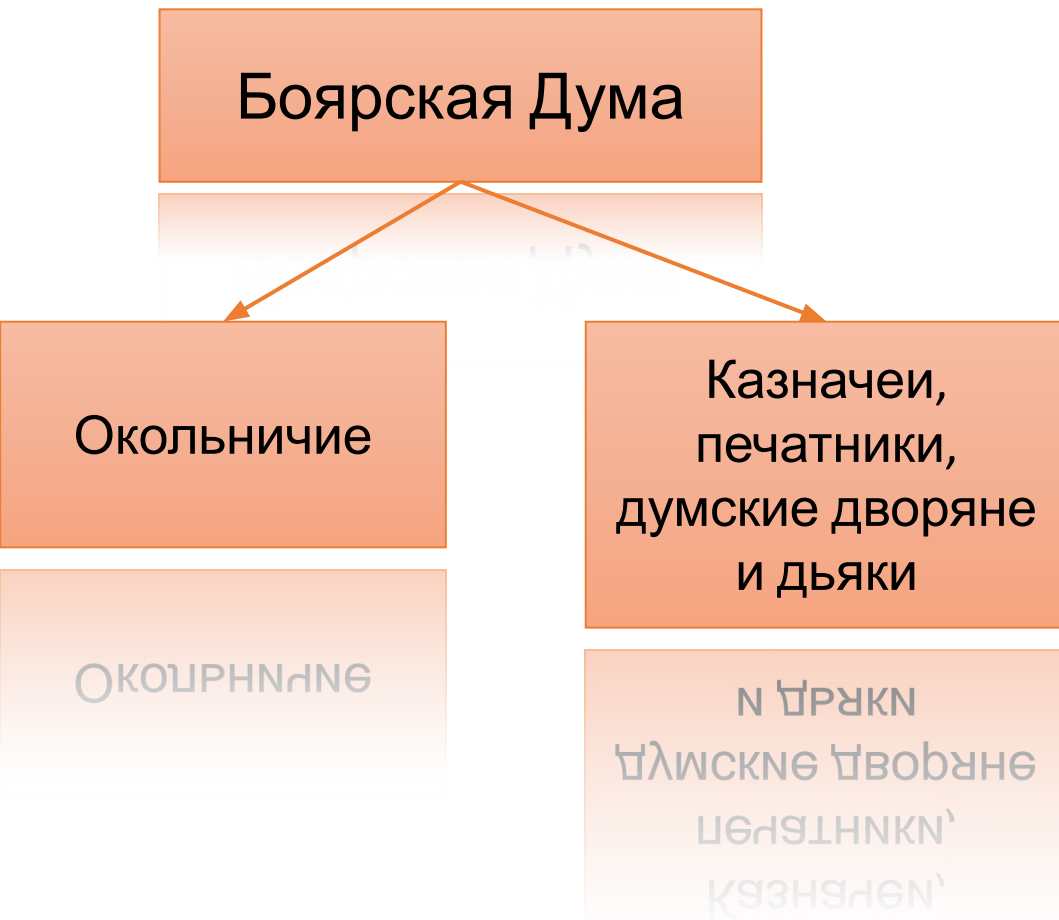 Боярская Дума
Окольничие
Казначеи,
печатники,
думские дворяне
и дьяки